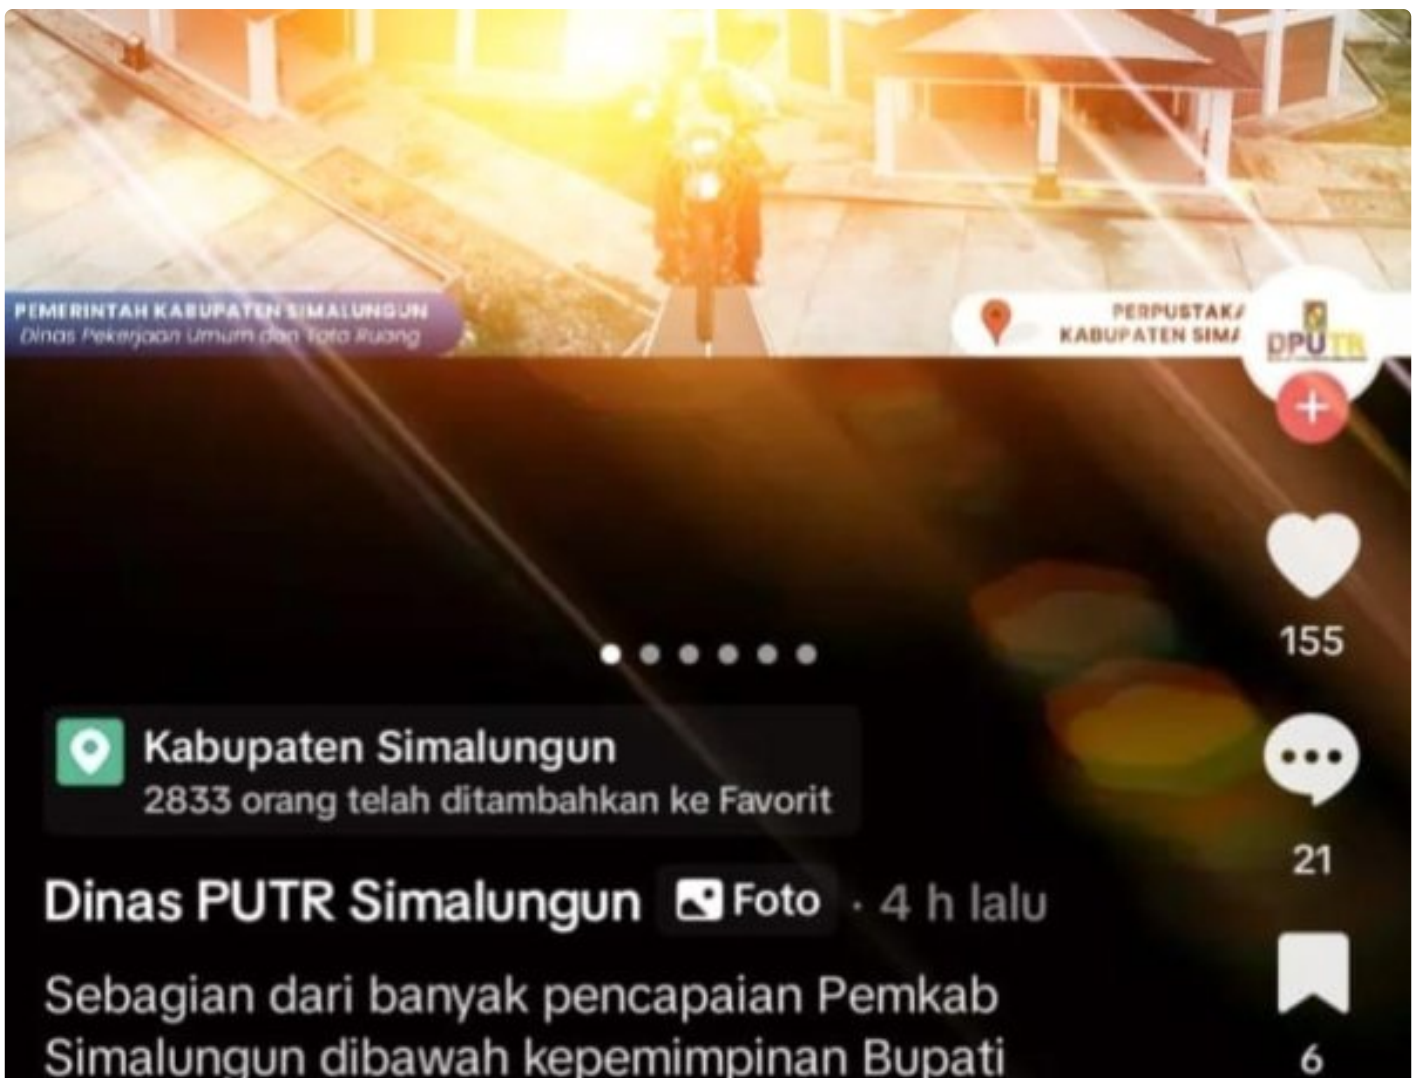 PEMERINTAH KABUPATEN SIMALUNGUN
Dinas Pekerjaan Umum dan Tata Ruang
PERPUSTAKA
KABUPATEN SIMA
DPUTR
155
Kabupaten Simalungun
2833 orang telah ditambahkan ke Favorit
21
Dinas PUTR Simalungun Foto · 4 h lalu
Sebagian dari banyak pencapaian Pemkab
Simalungun dibawah kepemimpinan Bupati
6